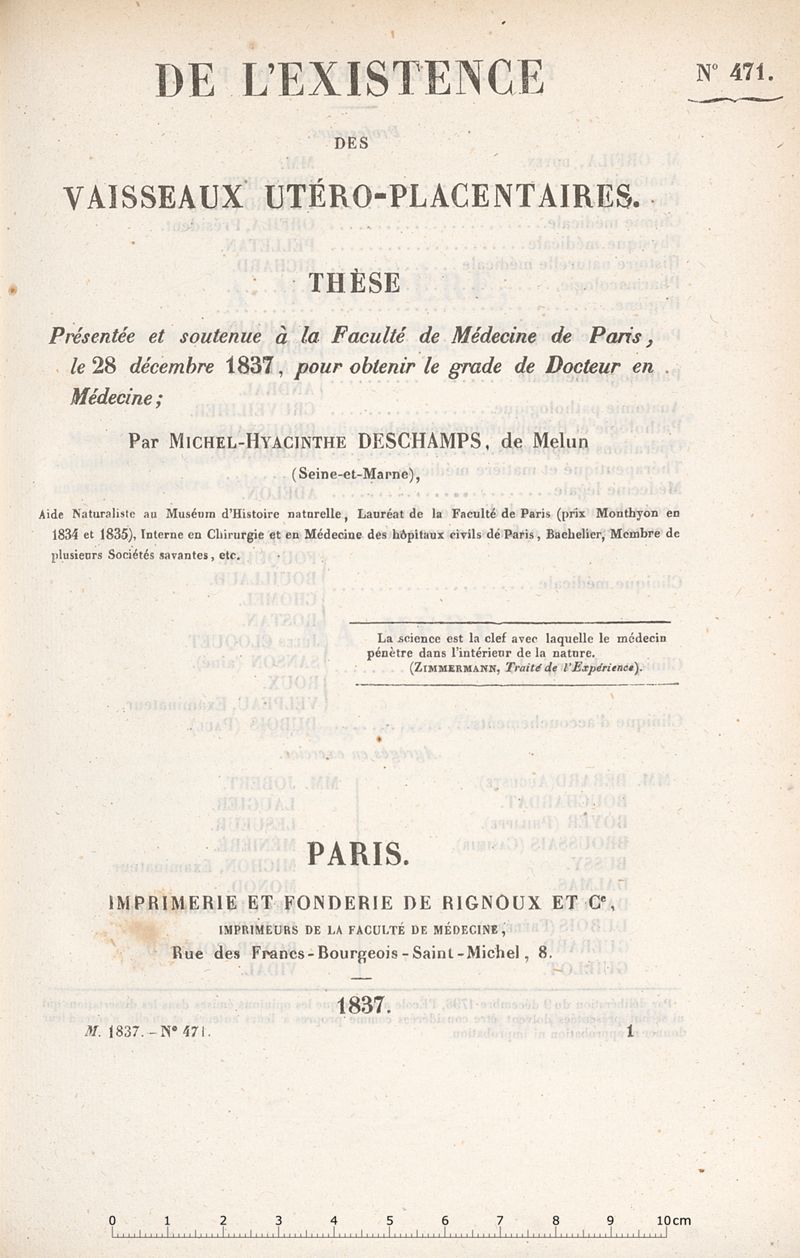 DE L'EXISTENCE
N° 471.
DES
VAISSEAUX UTÉRO-PLACENTAIRES.
THÈSE
Présentée et soutenue à la Faculté de Médecine de Paris,
le 28 décembre 1837, pour obtenir le grade de Docteur en
Médecine;
Par MICHEL-HYACINTHE DESCHAMPS, de Melun
(Seine-et-Marne),
Aide Naturaliste au Muséum d'Histoire naturelle, Lauréat de la Faculté de Paris (prix Monthyon en
1834 et 1835), Interne en Chirurgie et en Médecine des hôpitaux civils de Paris, Bachelier, Membre de
plusieurs Sociétés savantes, etc.
La science est la clef avec laquelle le médecin
pénètre dans l'intérieur de la nature.
(ZIMMERMANN, Traité de l'Expérience).
PARIS.
IMPRIMERIE ET FONDERIE DE RIGNOUX ET Ce,
IMPRIMEURS DE LA FACULTÉ DE MÉDECINE,
Rue des Francs-Bourgeois-Saint-Michel, 8.
1837.
M. 1837. – N° 471.
1
0 1 2 3 4 5 6 7 8 9 10cm